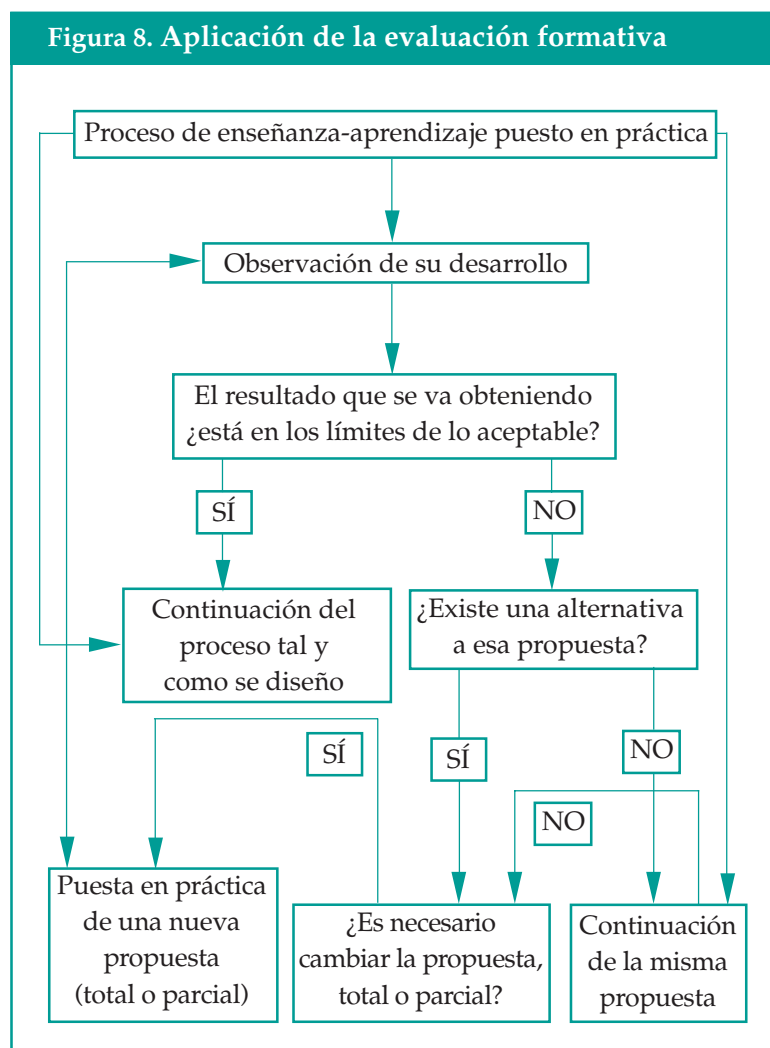 Figura 8. Aplicación de la evaluación formativa
Proceso de enseñanza-aprendizaje puesto en práctica
Observación de su desarrollo
El resultado que se va obteniendo
¿está en los límites de lo aceptable?
SÍ
NO
Continuación del
proceso tal y
como se diseño
¿Existe una alternativa
a esa propuesta?
SÍ
SÍ
NO
NO
Puesta en práctica
de una nueva
propuesta
(total o parcial)
¿Es necesario
cambiar la propuesta,
total o parcial?
Continuación
de la misma
propuesta